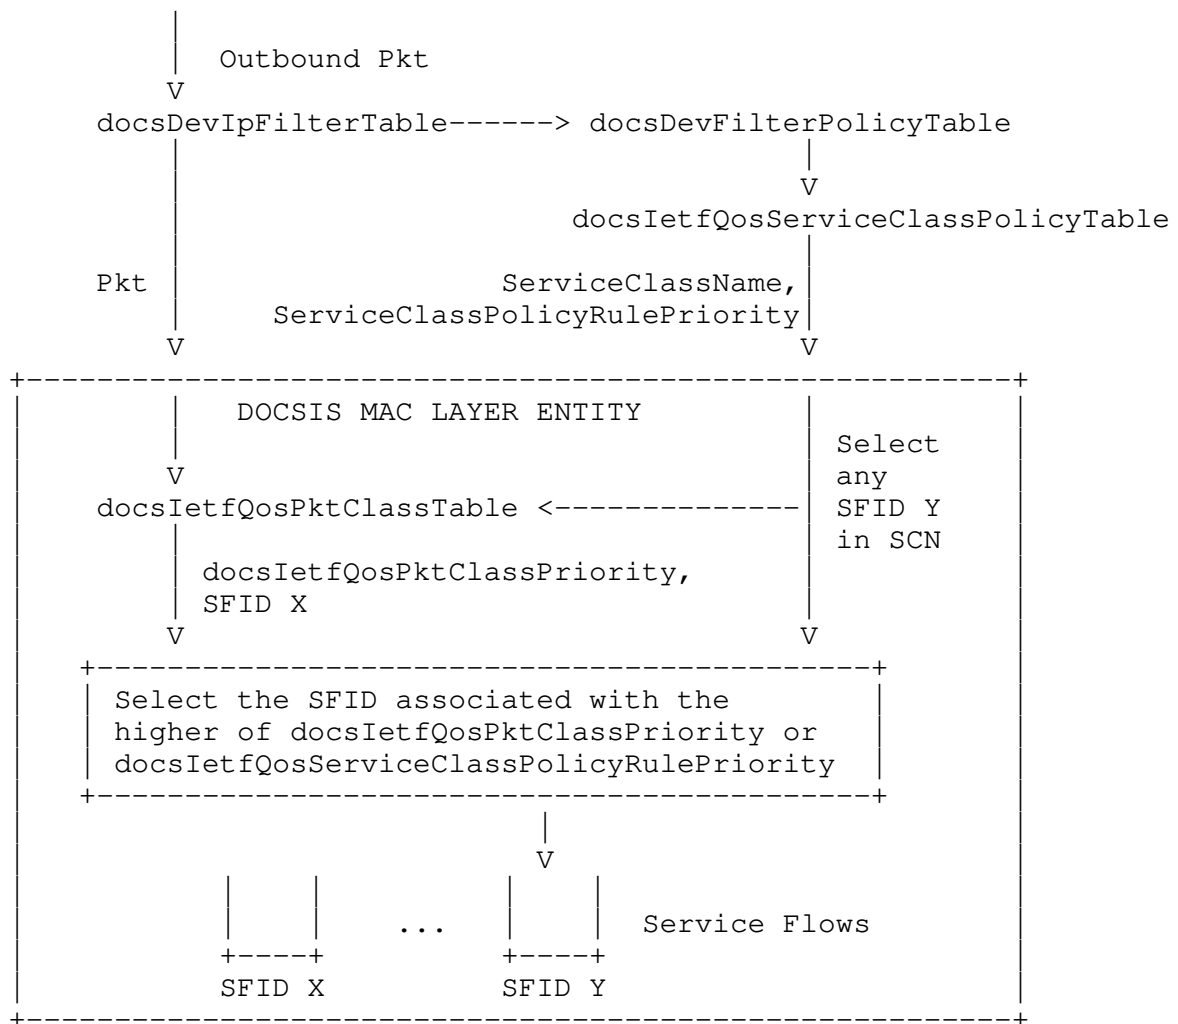 Outbound Pkt
V
docsDevIpFilterTable------> docsDevFilterPolicyTable
V
docsIetfQosServiceClassPolicyTable
Pkt ServiceClassName,
ServiceClassPolicyRulePriority
V V
DOCSIS MAC LAYER ENTITY
Select
V any
docsIetfQosPktClassTable <-------------- SFID Y
in SCN
docsIetfQosPktClassPriority,
SFID X
V V
Select the SFID associated with the
higher of docsIetfQosPktClassPriority or
docsIetfQosServiceClassPolicyRulePriority
V
... Service Flows
SFID X SFID Y